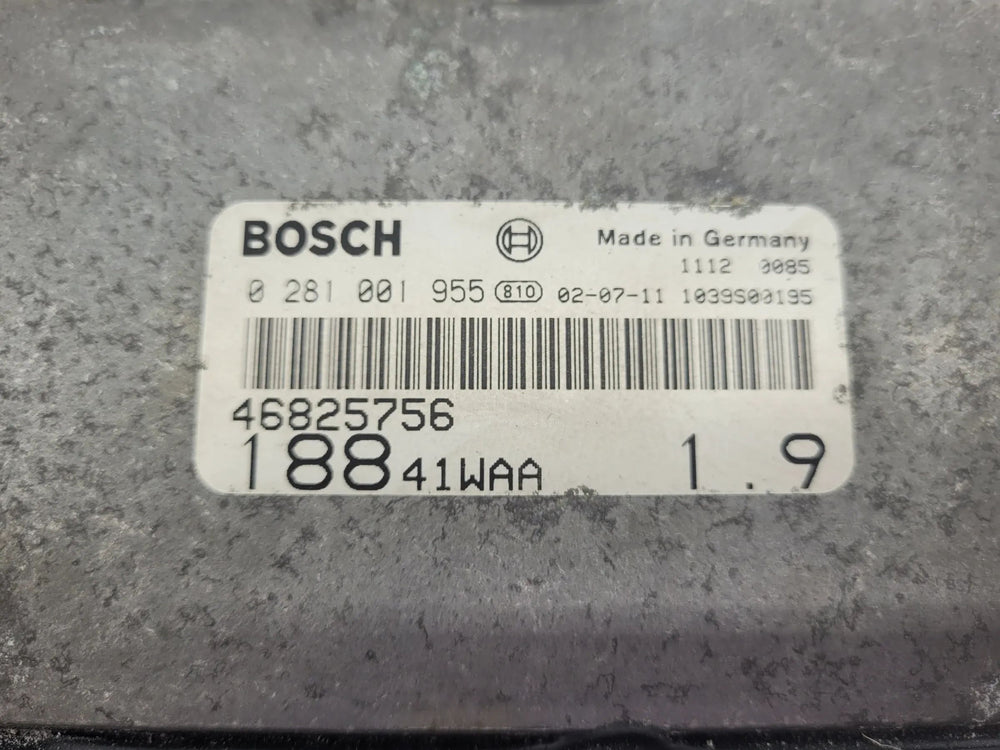 BOSCH Made in Germany
1112 0085
0 281 001 955 810 02-07-11 1039S00195
46825756
188 41WAA 1.9